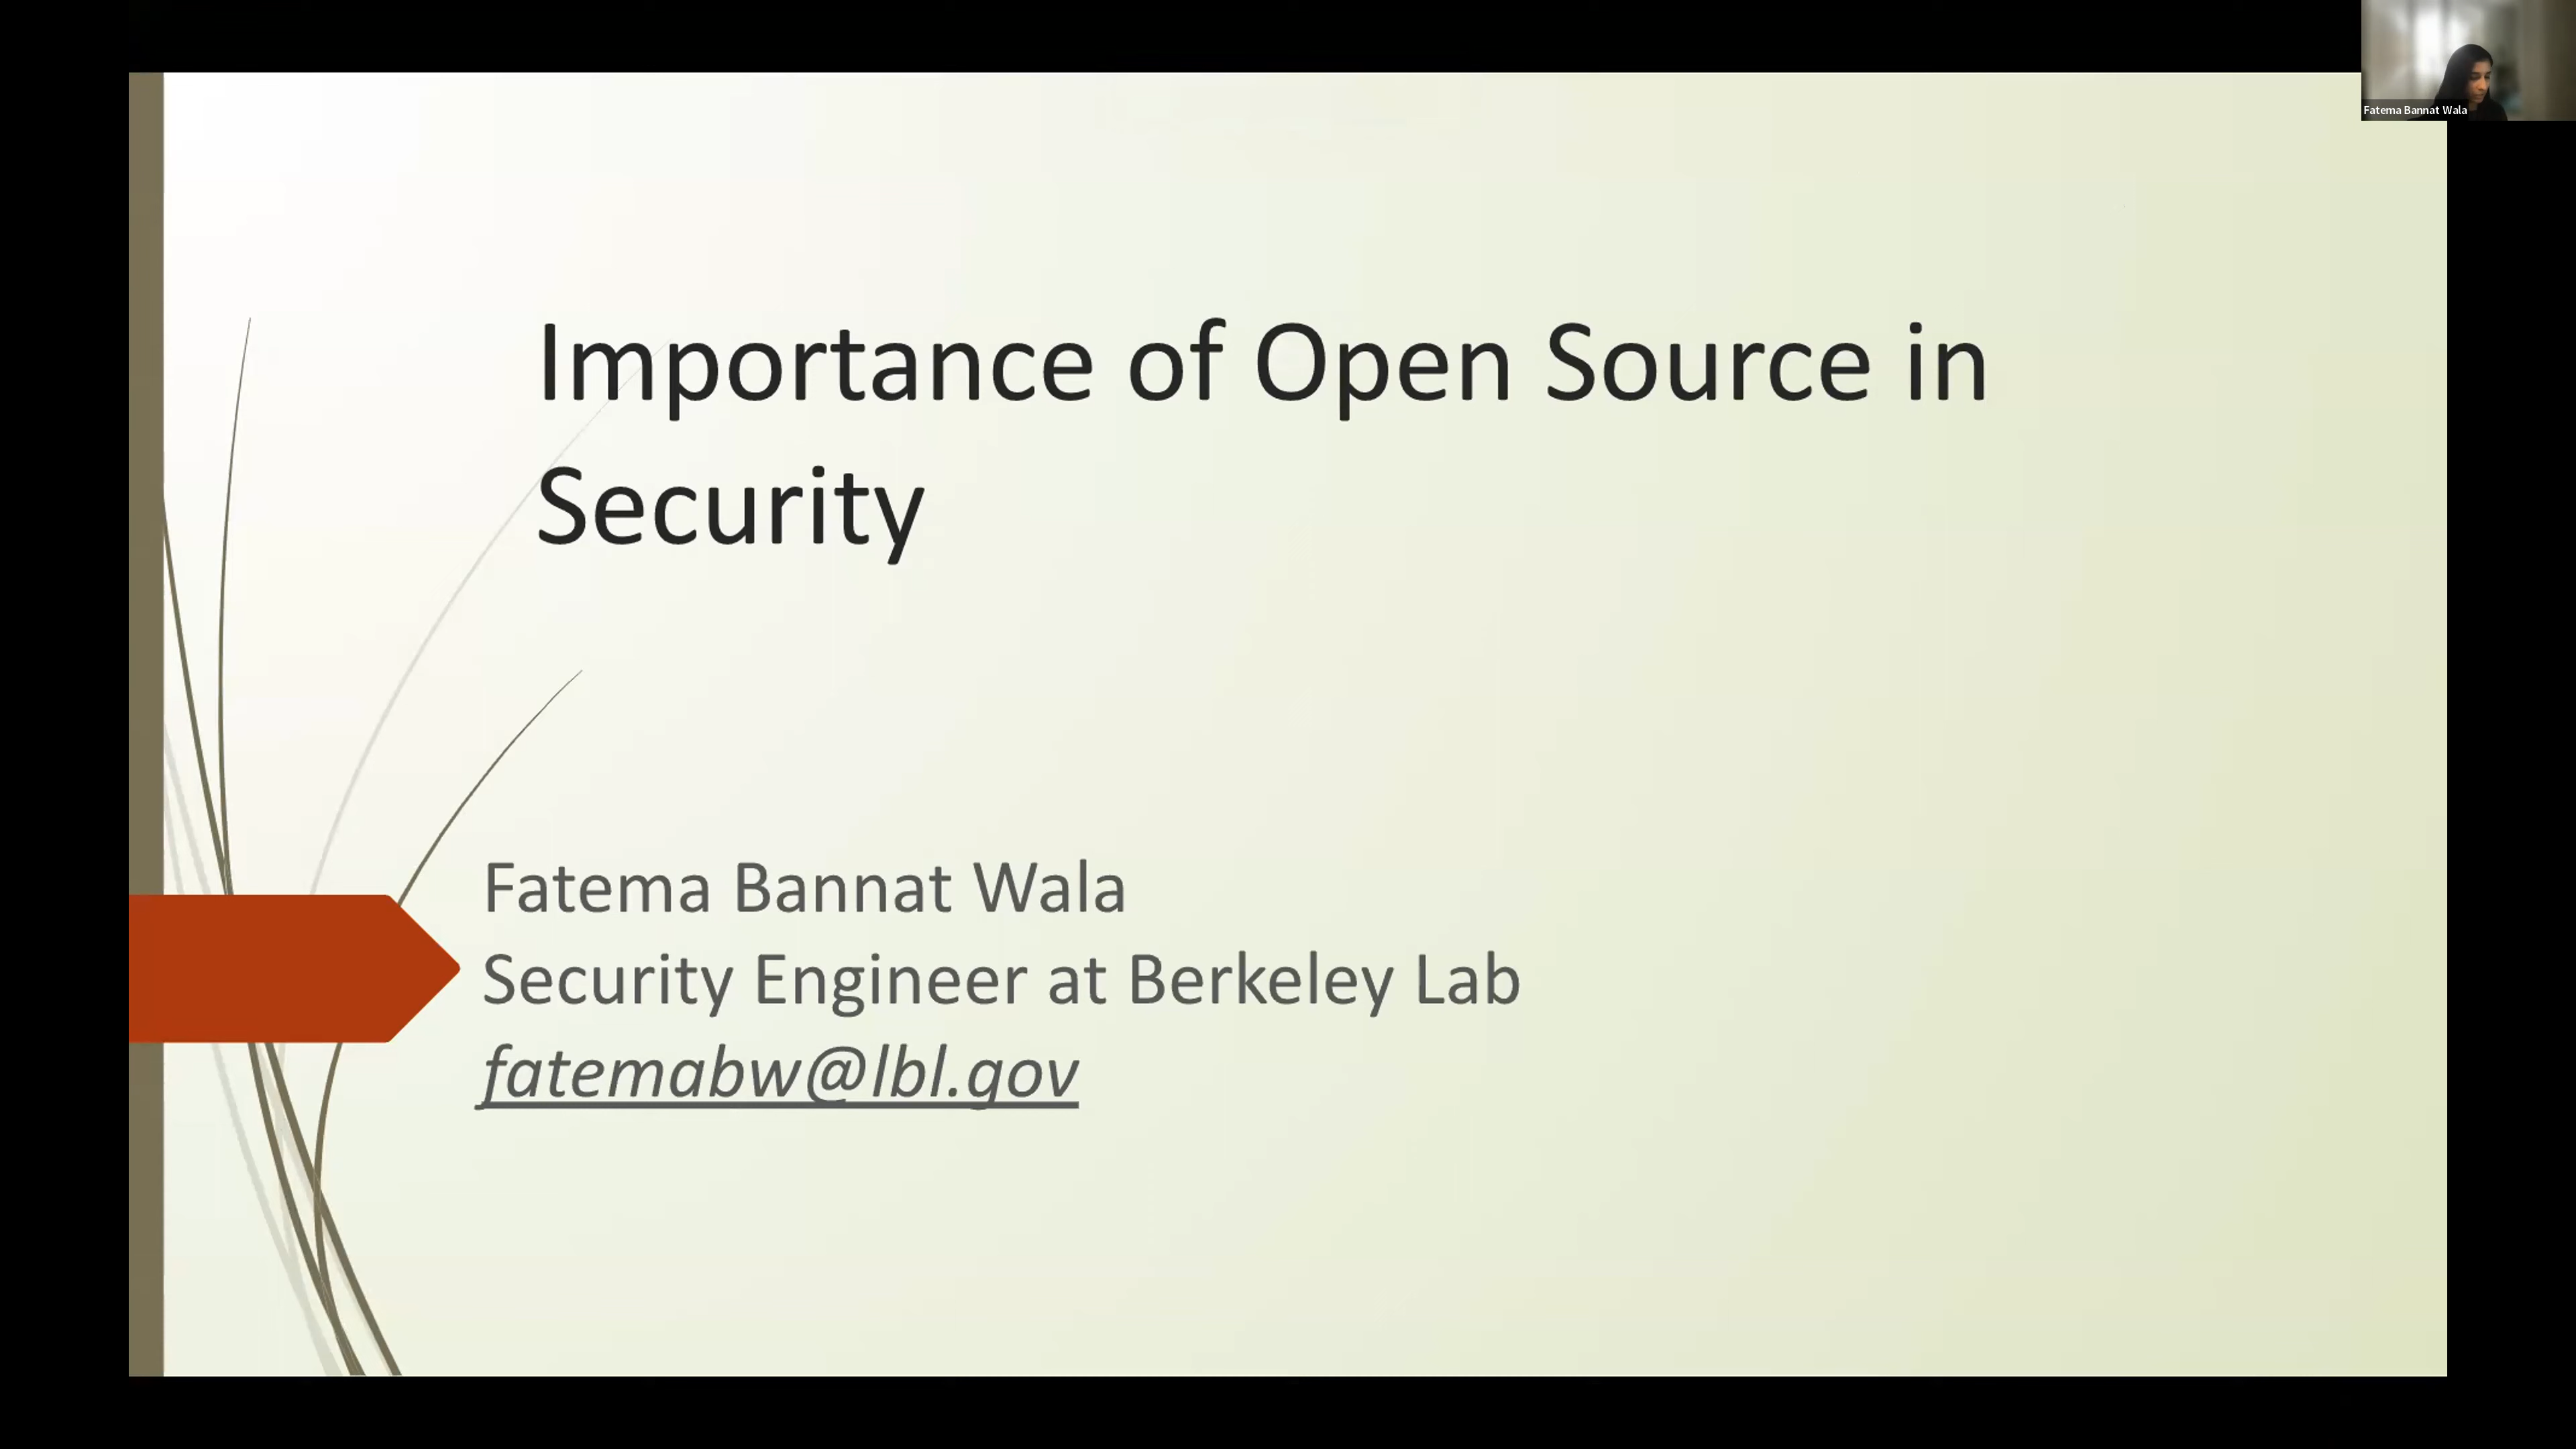 Fatema Bannat Wala
Importance of Open Source in
Security
Fatema Bannat Wala
Security Engineer at Berkeley Lab
fatemabw@lbl.gov